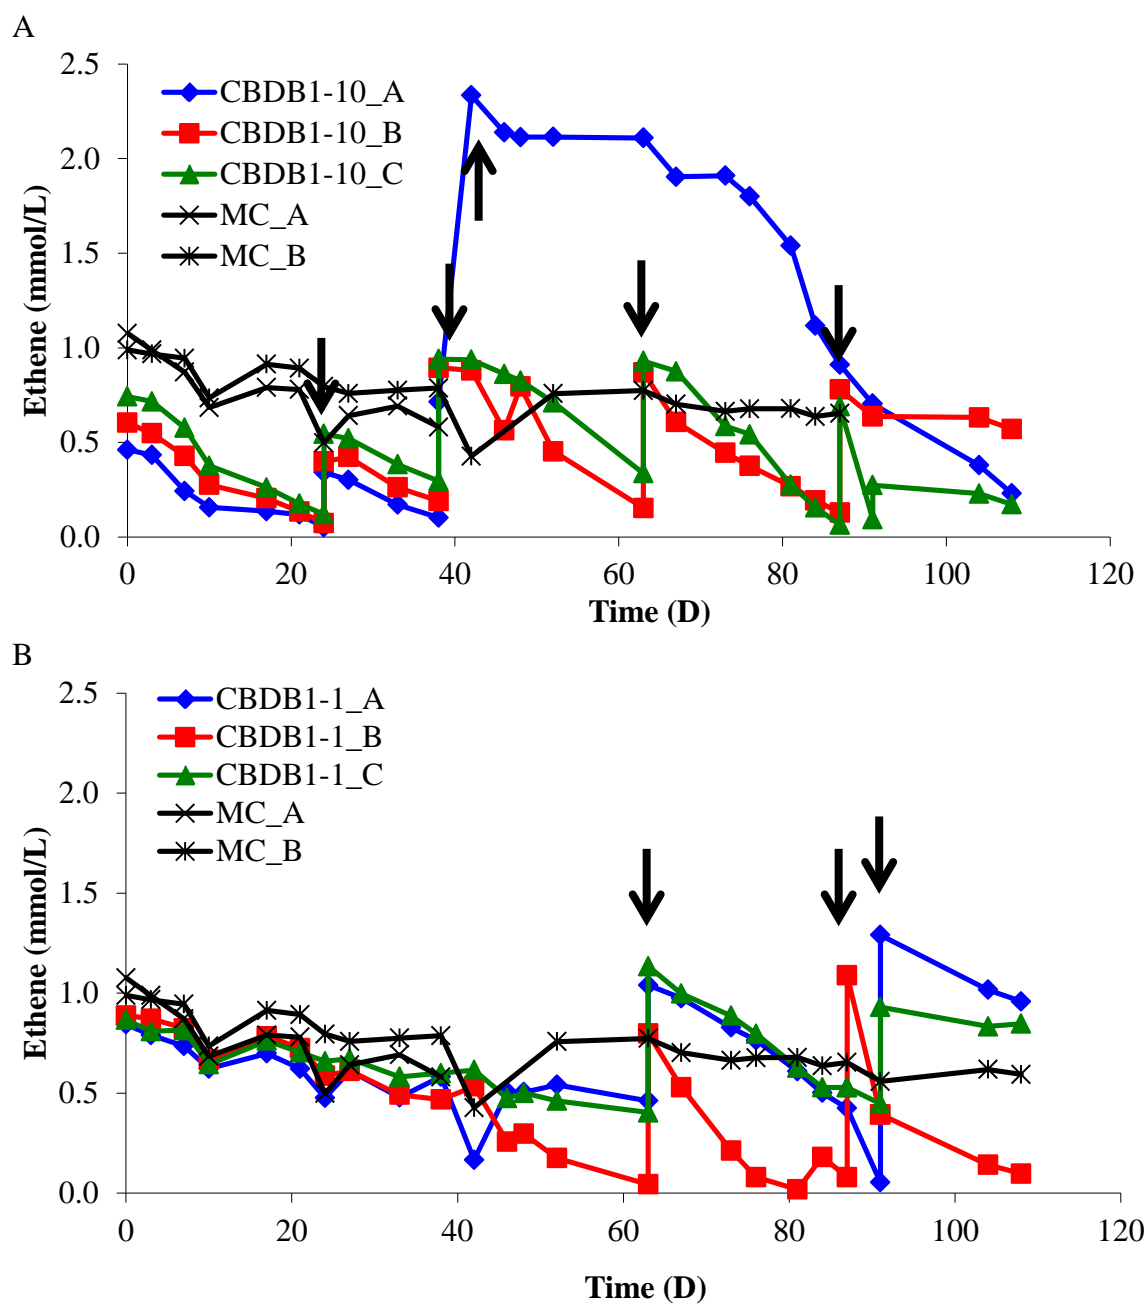 A
Ethene (mmol/L)
2.5
2.0
1.5
1.0
0.5
0.0
CBDB1-10_A
CBDB1-10_B
CBDB1-10_C
MC_A
MC_B
0 20 40 60 80 100 120
Time (D)
B
Ethene (mmol/L)
2.5
2.0
1.5
1.0
0.5
0.0
CBDB1-1_A
CBDB1-1_B
CBDB1-1_C
MC_A
MC_B
0 20 40 60 80 100 120
Time (D)